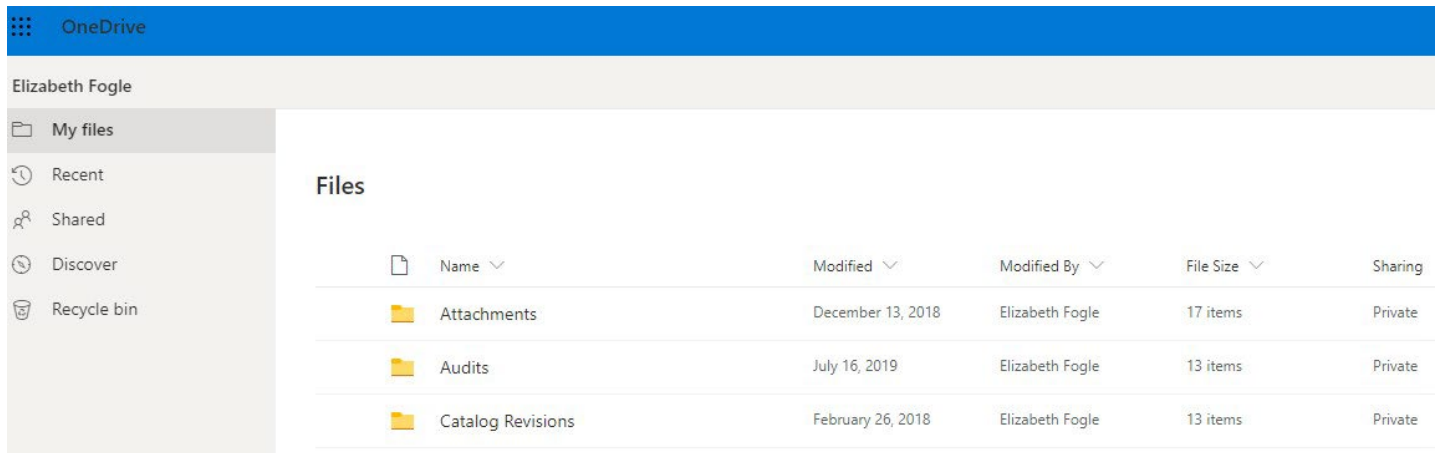 OneDrive
Elizabeth Fogle
My files
Recent
Shared
Discover
Recycle bin
Files
Name Modified Modified By File Size Sharing
Attachments December 13, 2018 Elizabeth Fogle 17 items Private
Audits July 16, 2019 Elizabeth Fogle 13 items Private
Catalog Revisions February 26, 2018 Elizabeth Fogle 13 items Private